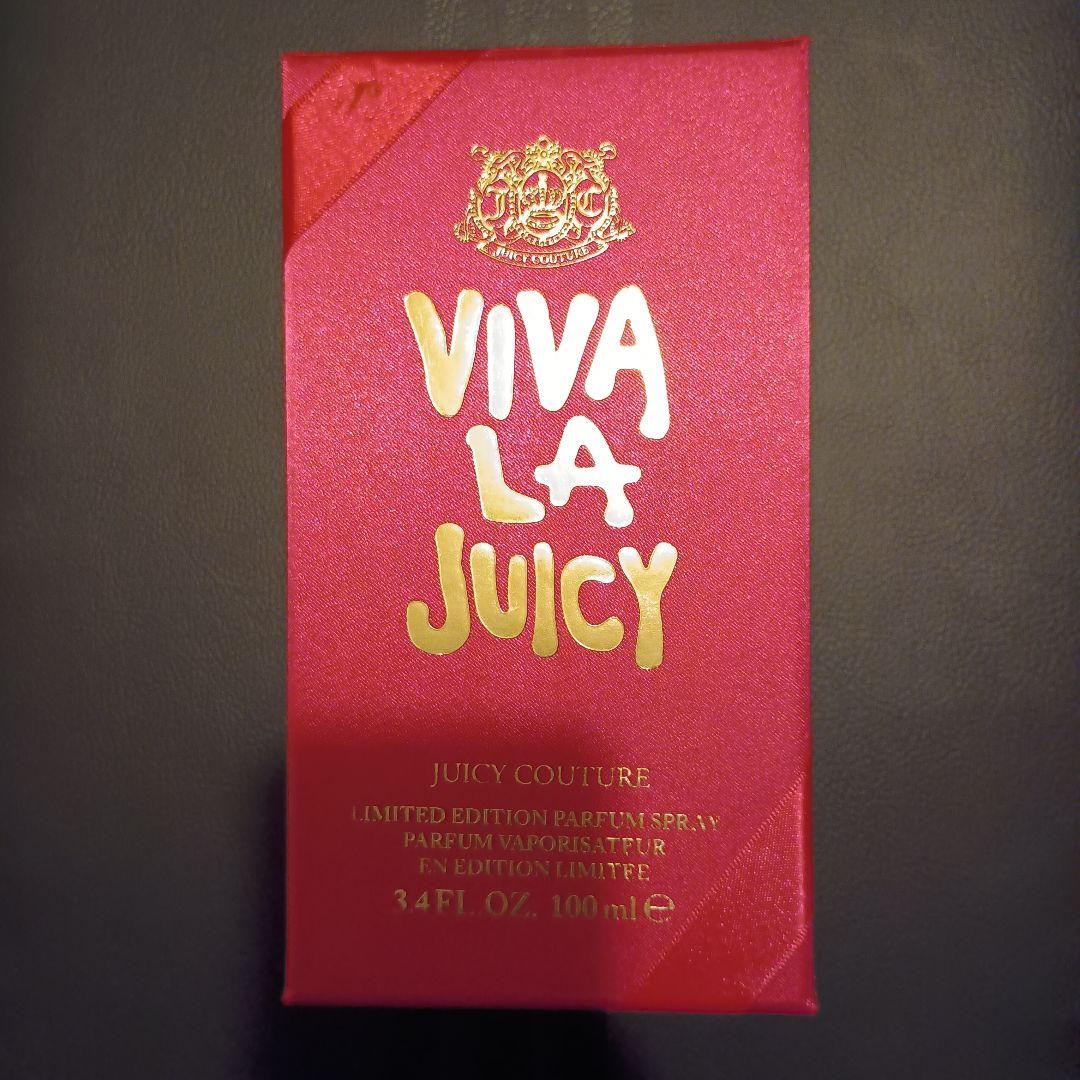 J C
JUICY COUTURE
VIVA
LA
JUICY
JUICY COUTURE
LIMITED EDITION PARFUM SPRAY
PARFUM VAPORISATEUR
EN EDITION LIMITEE
3.4 FL. OZ. 100 ml ℮